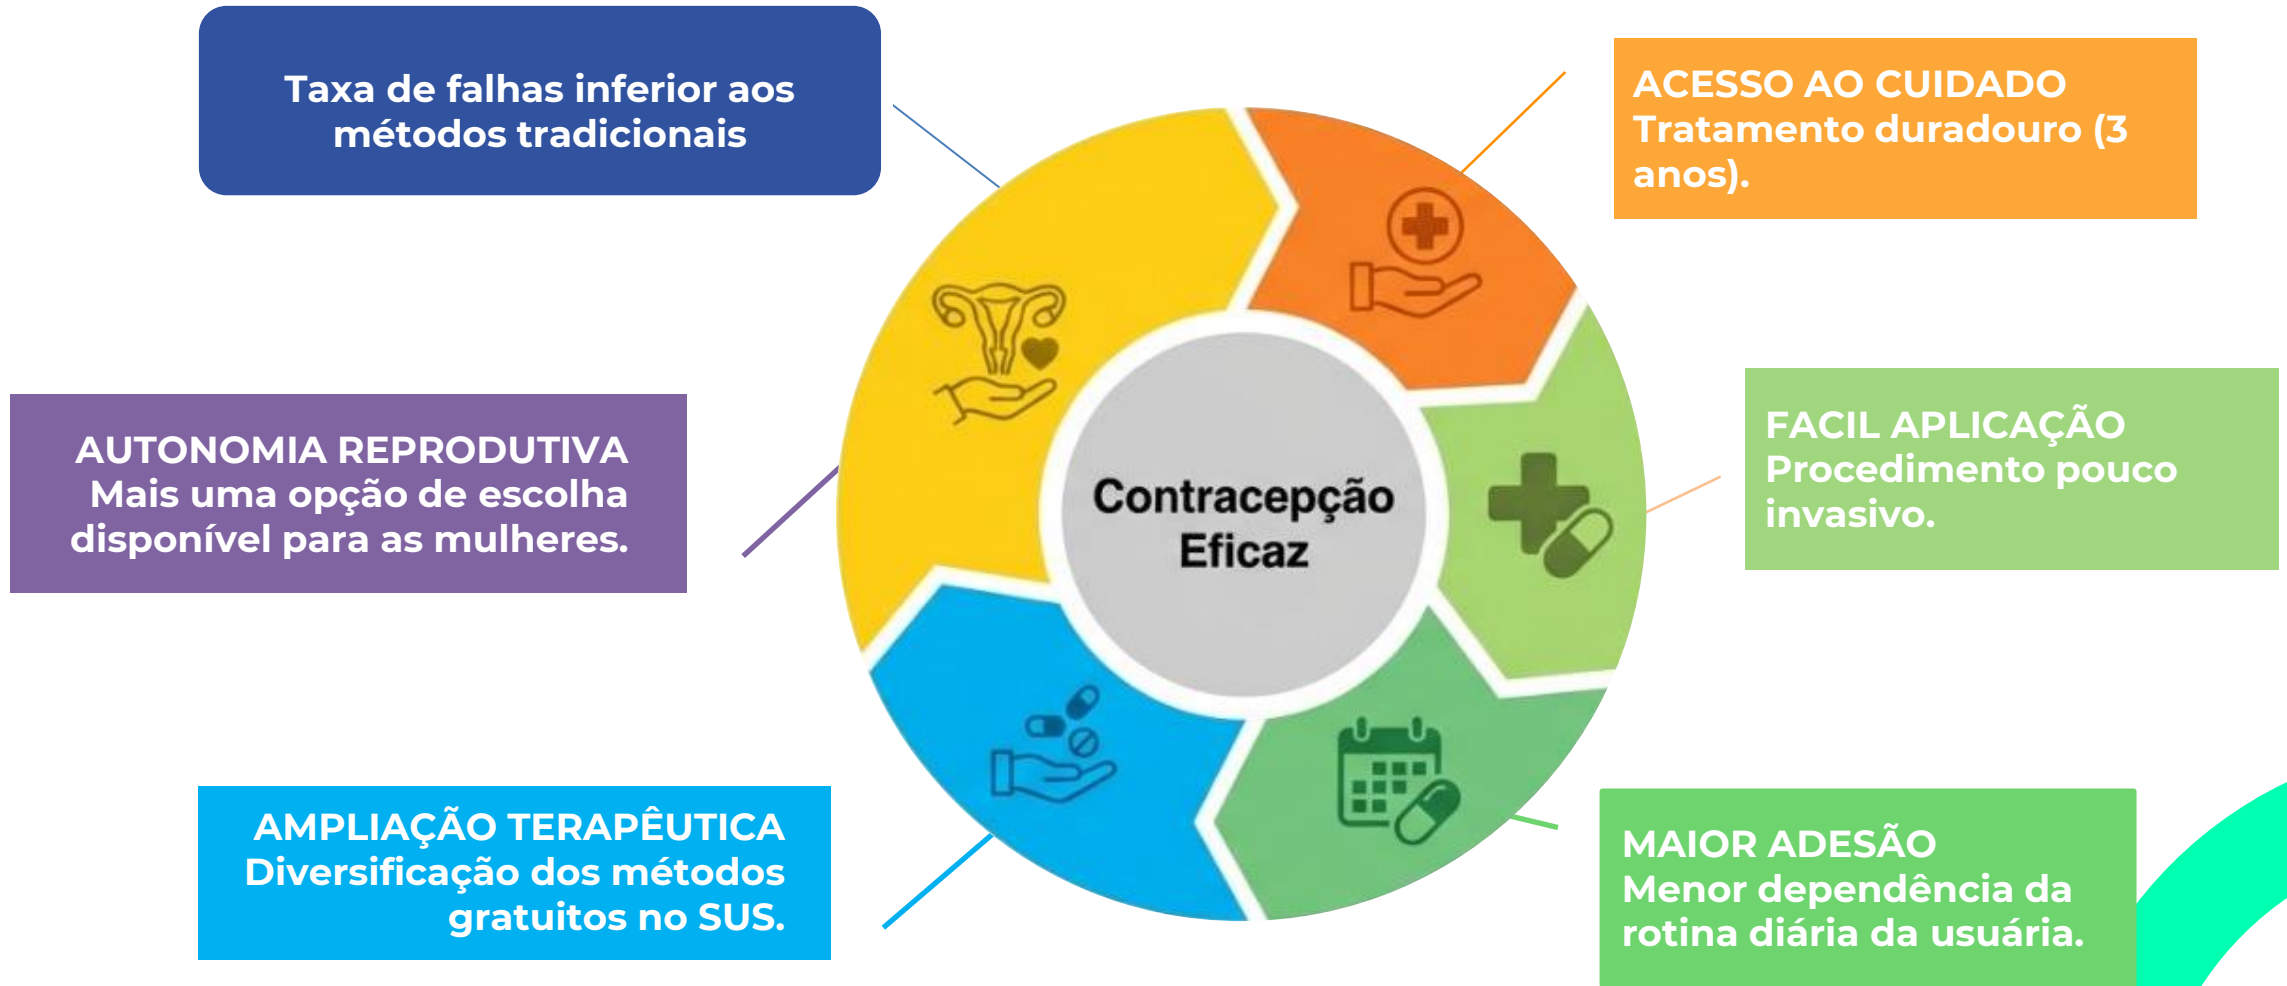 Taxa de falhas inferior aos
métodos tradicionais
ACESSO AO CUIDADO
Tratamento duradouro (3
anos).
AUTONOMIA REPRODUTIVA
Mais uma opção de escolha
disponível para as mulheres.
Contracepção
Eficaz
FACIL APLICAÇÃO
Procedimento pouco
invasivo.
AMPLIAÇÃO TERAPÊUTICA
Diversificação dos métodos
gratuitos no SUS.
MAIOR ADESÃO
Menor dependência da
rotina diária da usuária.